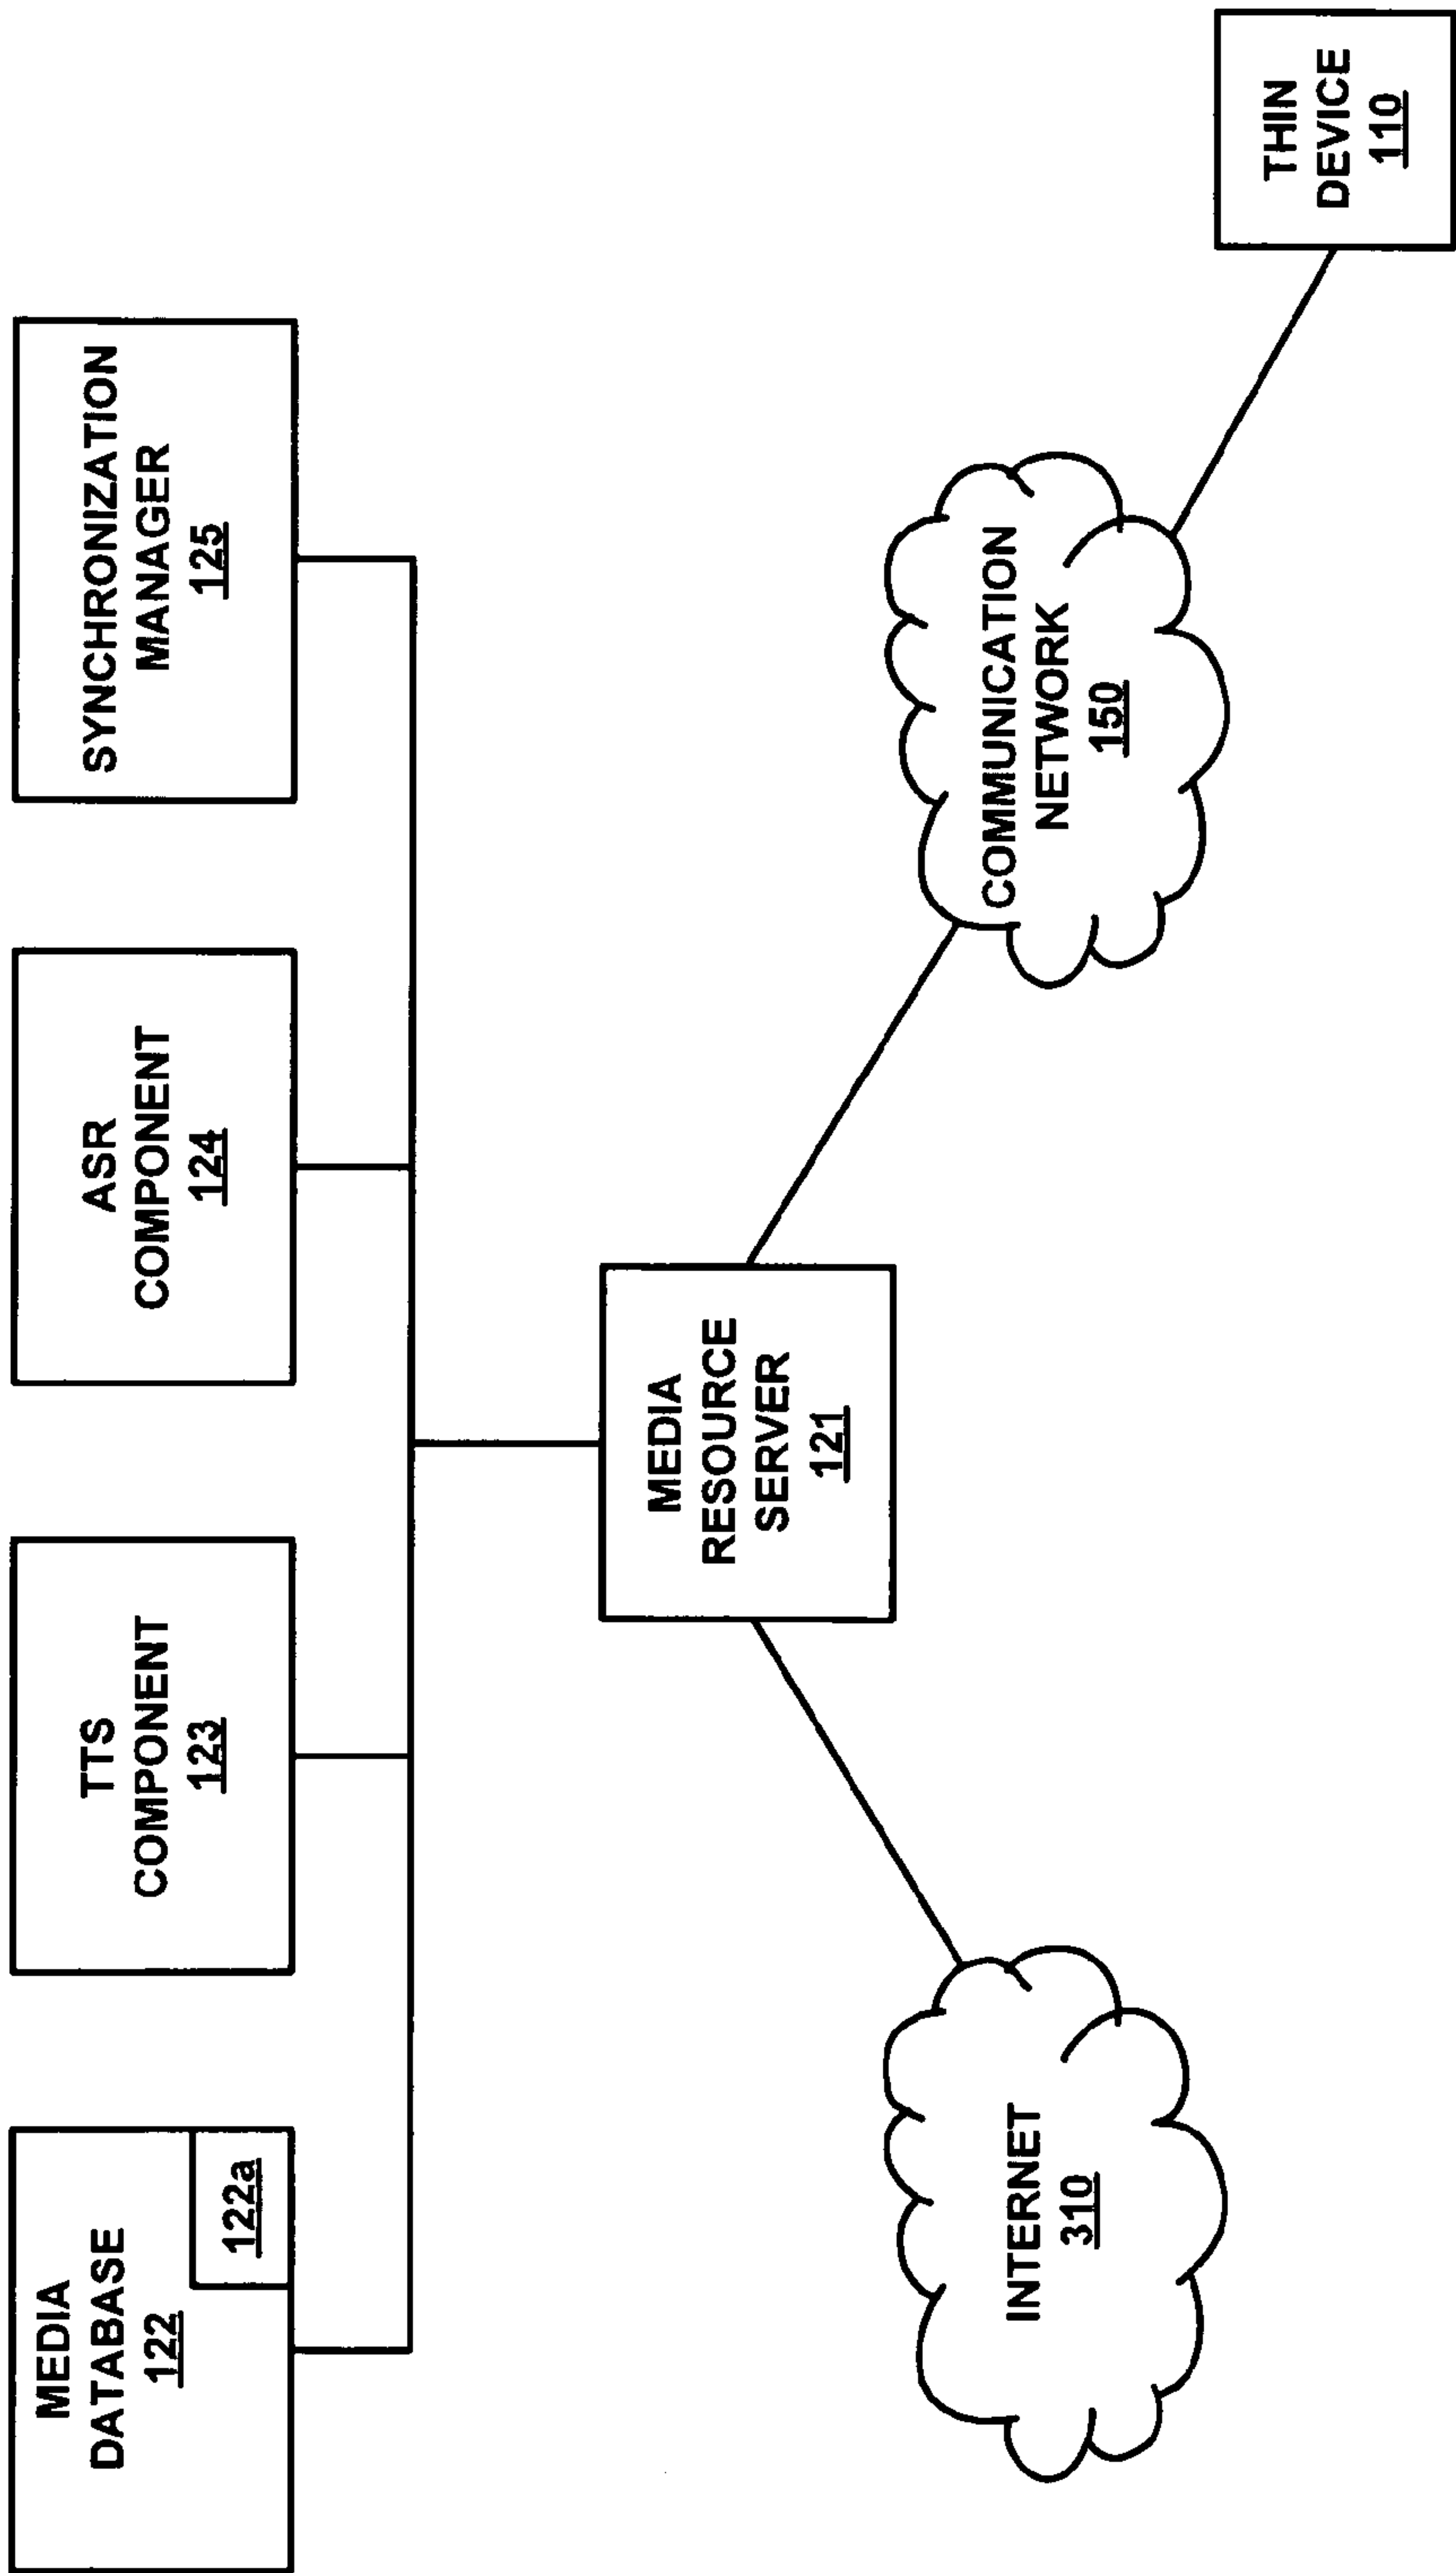 MEDIA
DATABASE
122
122a
TTS
COMPONENT
123
ASR
COMPONENT
124
SYNCHRONIZATION
MANAGER
125
MEDIA
RESOURCE
SERVER
121
INTERNET
310
COMMUNICATION
NETWORK
150
THIN
DEVICE
110